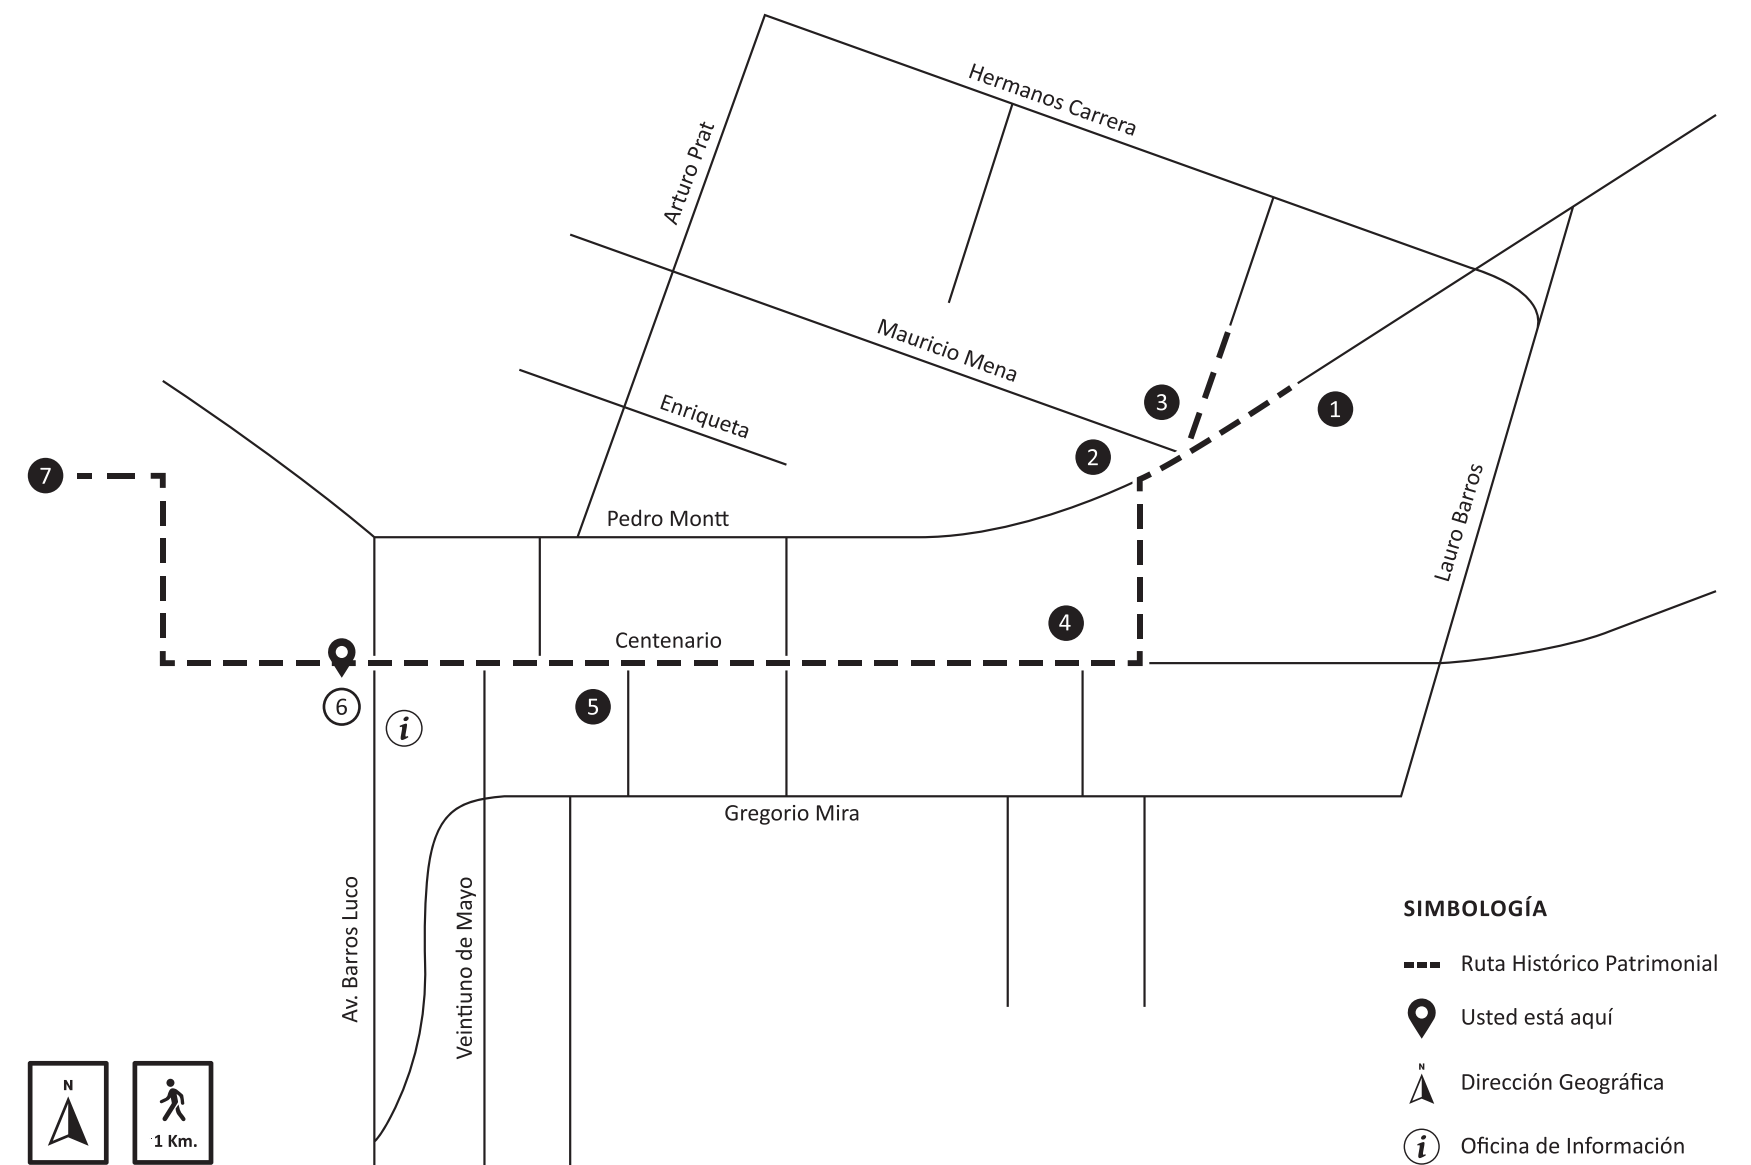 Hermanos Carrera
Arturo Prat
Mauricio Mena
Enriqueta
3
1
2
7
Pedro Montt
Lauro Barros
4
Centenario
6
5
i
Gregorio Mira
Av. Barros Luco
Veintiuno de Mayo
N
1 Km.
SIMBOLOGÍA
Ruta Histórico Patrimonial
Usted está aquí
N
Dirección Geográfica
i
Oficina de Información